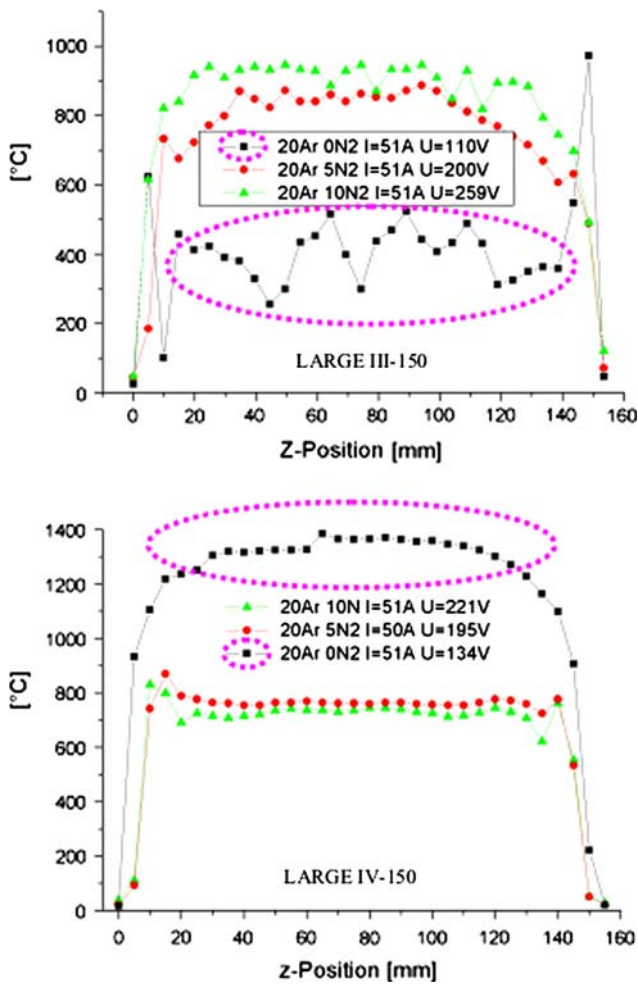 1000
800
600
400
200
0
[°C]
20Ar 0N2 I=51A U=110V
20Ar 5N2 I=51A U=200V
20Ar 10N2 I=51A U=259V
LARGE III-150
0 20 40 60 80 100 120 140 160
Z-Position [mm]
1400
1200
1000
800
600
400
200
0
[°C]
20Ar 10N I=51A U=221V
20Ar 5N2 I=50A U=195V
20Ar 0N2 I=51A U=134V
LARGE IV-150
0 20 40 60 80 100 120 140 160
z-Position [mm]